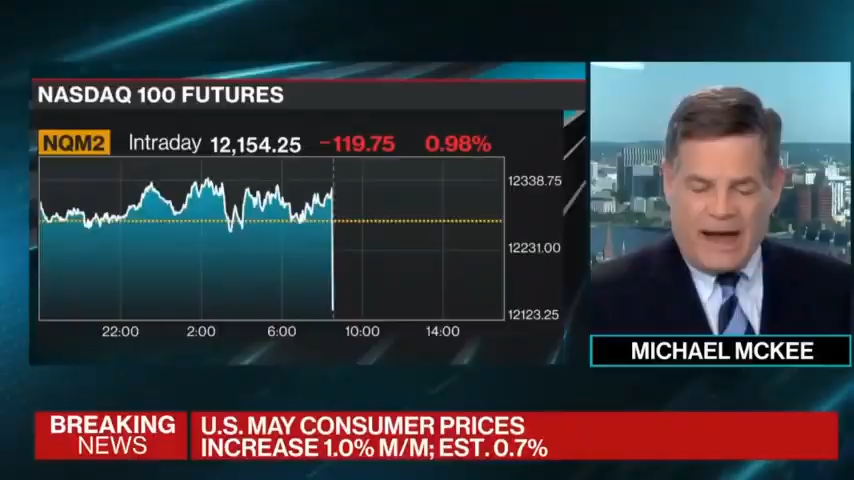 NASDAQ 100 FUTURES
NQM2 Intraday 12,154.25 -119.75 0.98%
12338.75
12231.00
12123.25
22:00 2:00 6:00 10:00 14:00
MICHAEL MCKEE
BREAKING NEWS
U.S. MAY CONSUMER PRICES
INCREASE 1.0% M/M; EST. 0.7%